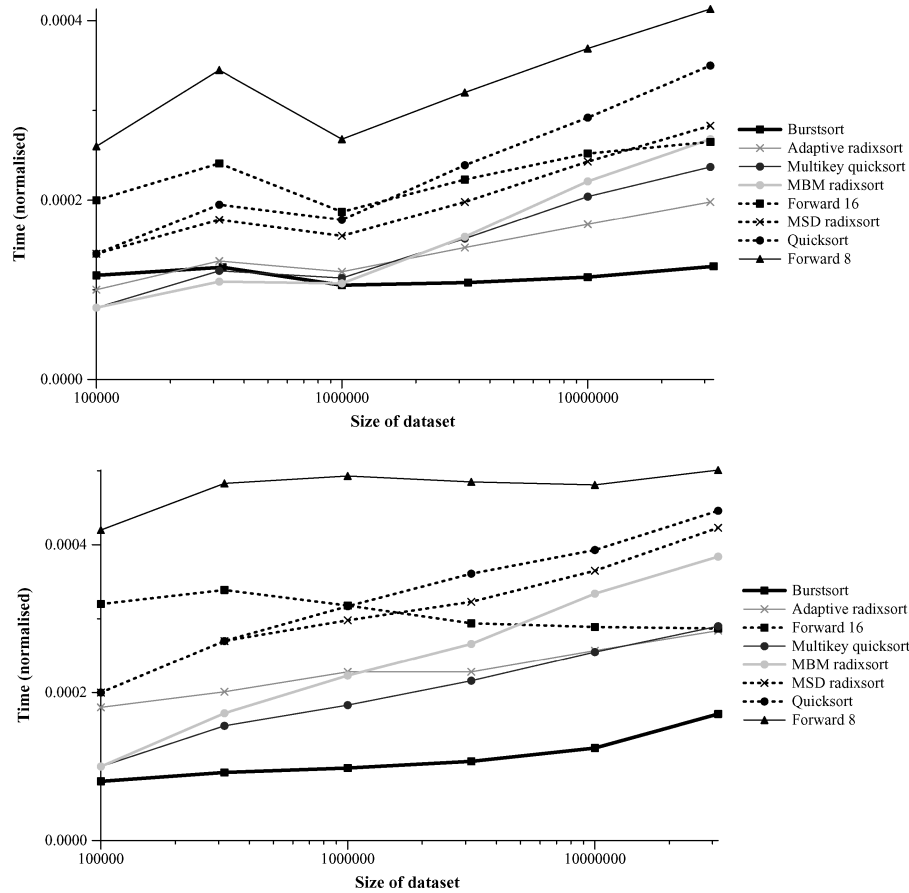 0.0004
0.0002
0.0000
Time (normalised)
100000
1000000
10000000
Size of dataset
Burstsort
Adaptive radixsort
Multikey quicksort
MBM radixsort
Forward 16
MSD radixsort
Quicksort
Forward 8
0.0004
0.0002
0.0000
Time (normalised)
100000
1000000
10000000
Size of dataset
Burstsort
Adaptive radixsort
Forward 16
Multikey quicksort
MBM radixsort
MSD radixsort
Quicksort
Forward 8